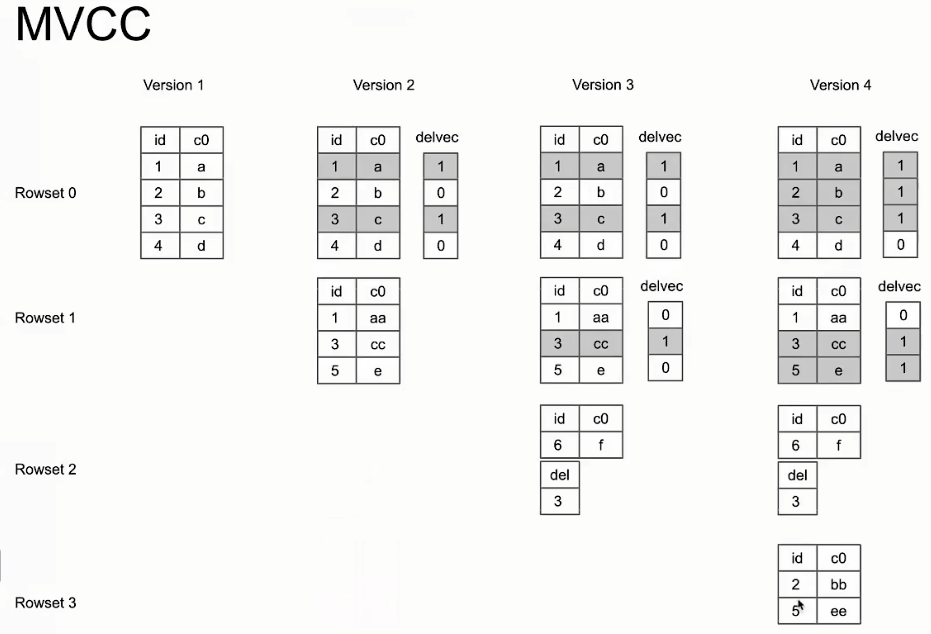 MVCC
Version 1 Version 2 Version 3 Version 4
delvec delvec delvec
id c0 id c0 id c0 id c0
1 a 1 a 1 1 a 1 1 a 1
Rowset 0 2 b 2 b 0 2 b 0 2 b 1
3 c 3 c 1 3 c 1 3 c 1
4 d 4 d 0 4 d 0 4 d 0
delvec delvec
id c0 id c0 id c0
Rowset 1 1 aa 1 aa 0 1 aa 0
3 cc 3 cc 1 3 cc 1
5 e 5 e 0 5 e 1
id c0 id c0
6 f 6 f
Rowset 2 del del
3 3
id c0
2 bb
Rowset 3 5 ee